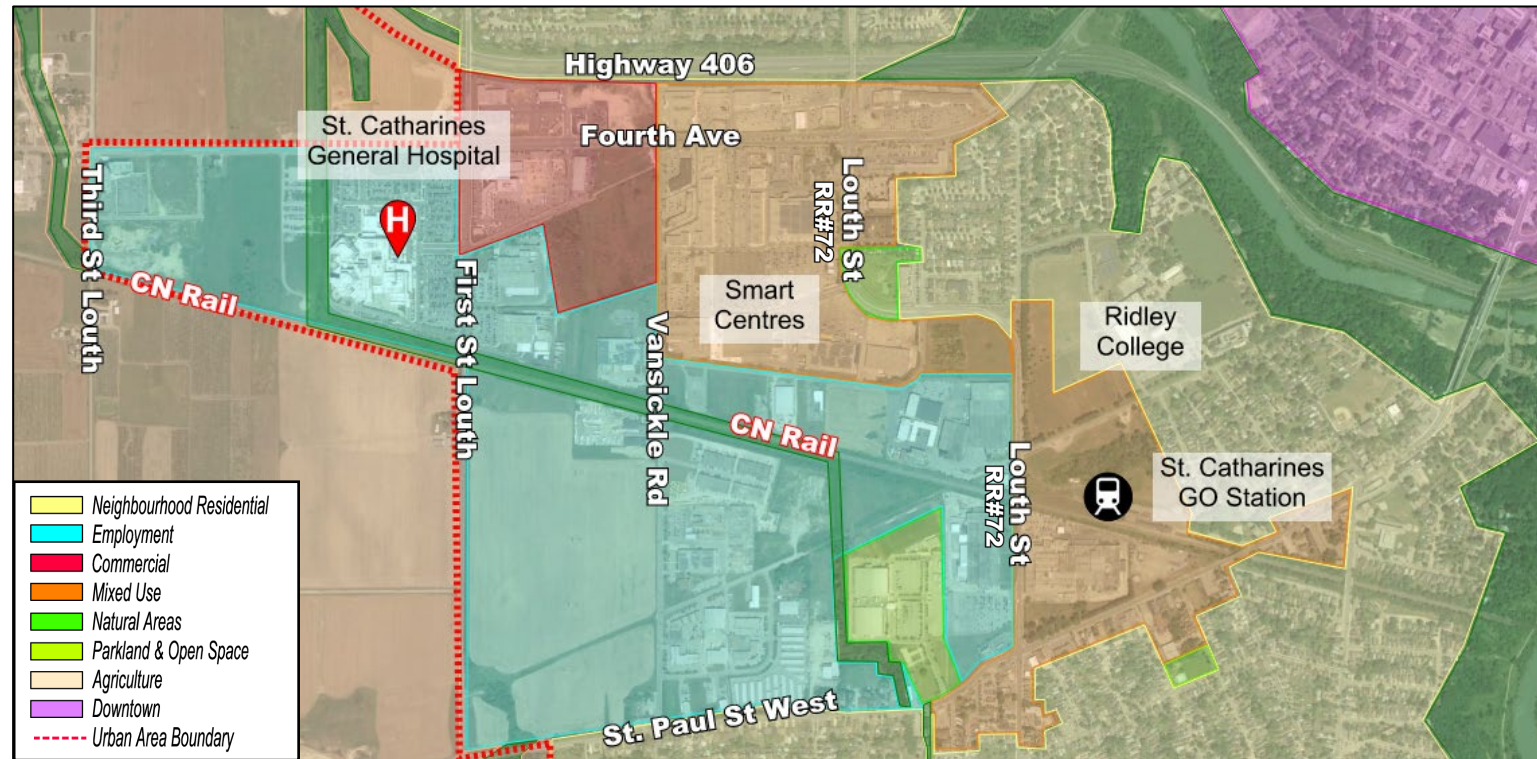 Highway 406
St. Catharines
General Hospital
Fourth Ave
Third St Louth
Louth St
RR#72
H
CN Rail
First St Louth
Smart
Centres
Vansickle Rd
Ridley
College
CN Rail
Louth St
RR#72
St. Catharines
GO Station
St. Paul St West
Neighbourhood Residential
Employment
Commercial
Mixed Use
Natural Areas
Parkland & Open Space
Agriculture
Downtown
Urban Area Boundary